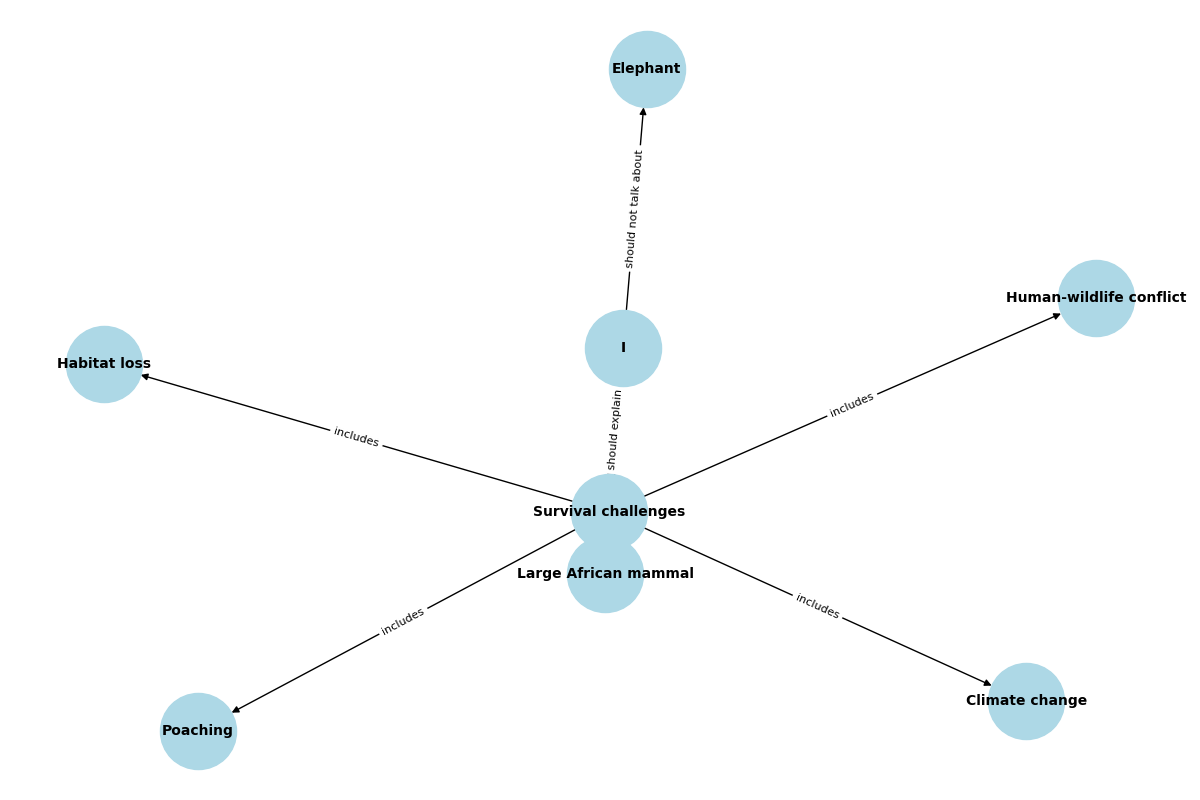 Elephant
should not talk about
Human-wildlife conflict
I
Habitat loss
includes
should explain
includes
Survival challenges
Large African mammal
includes
includes
Climate change
Poaching